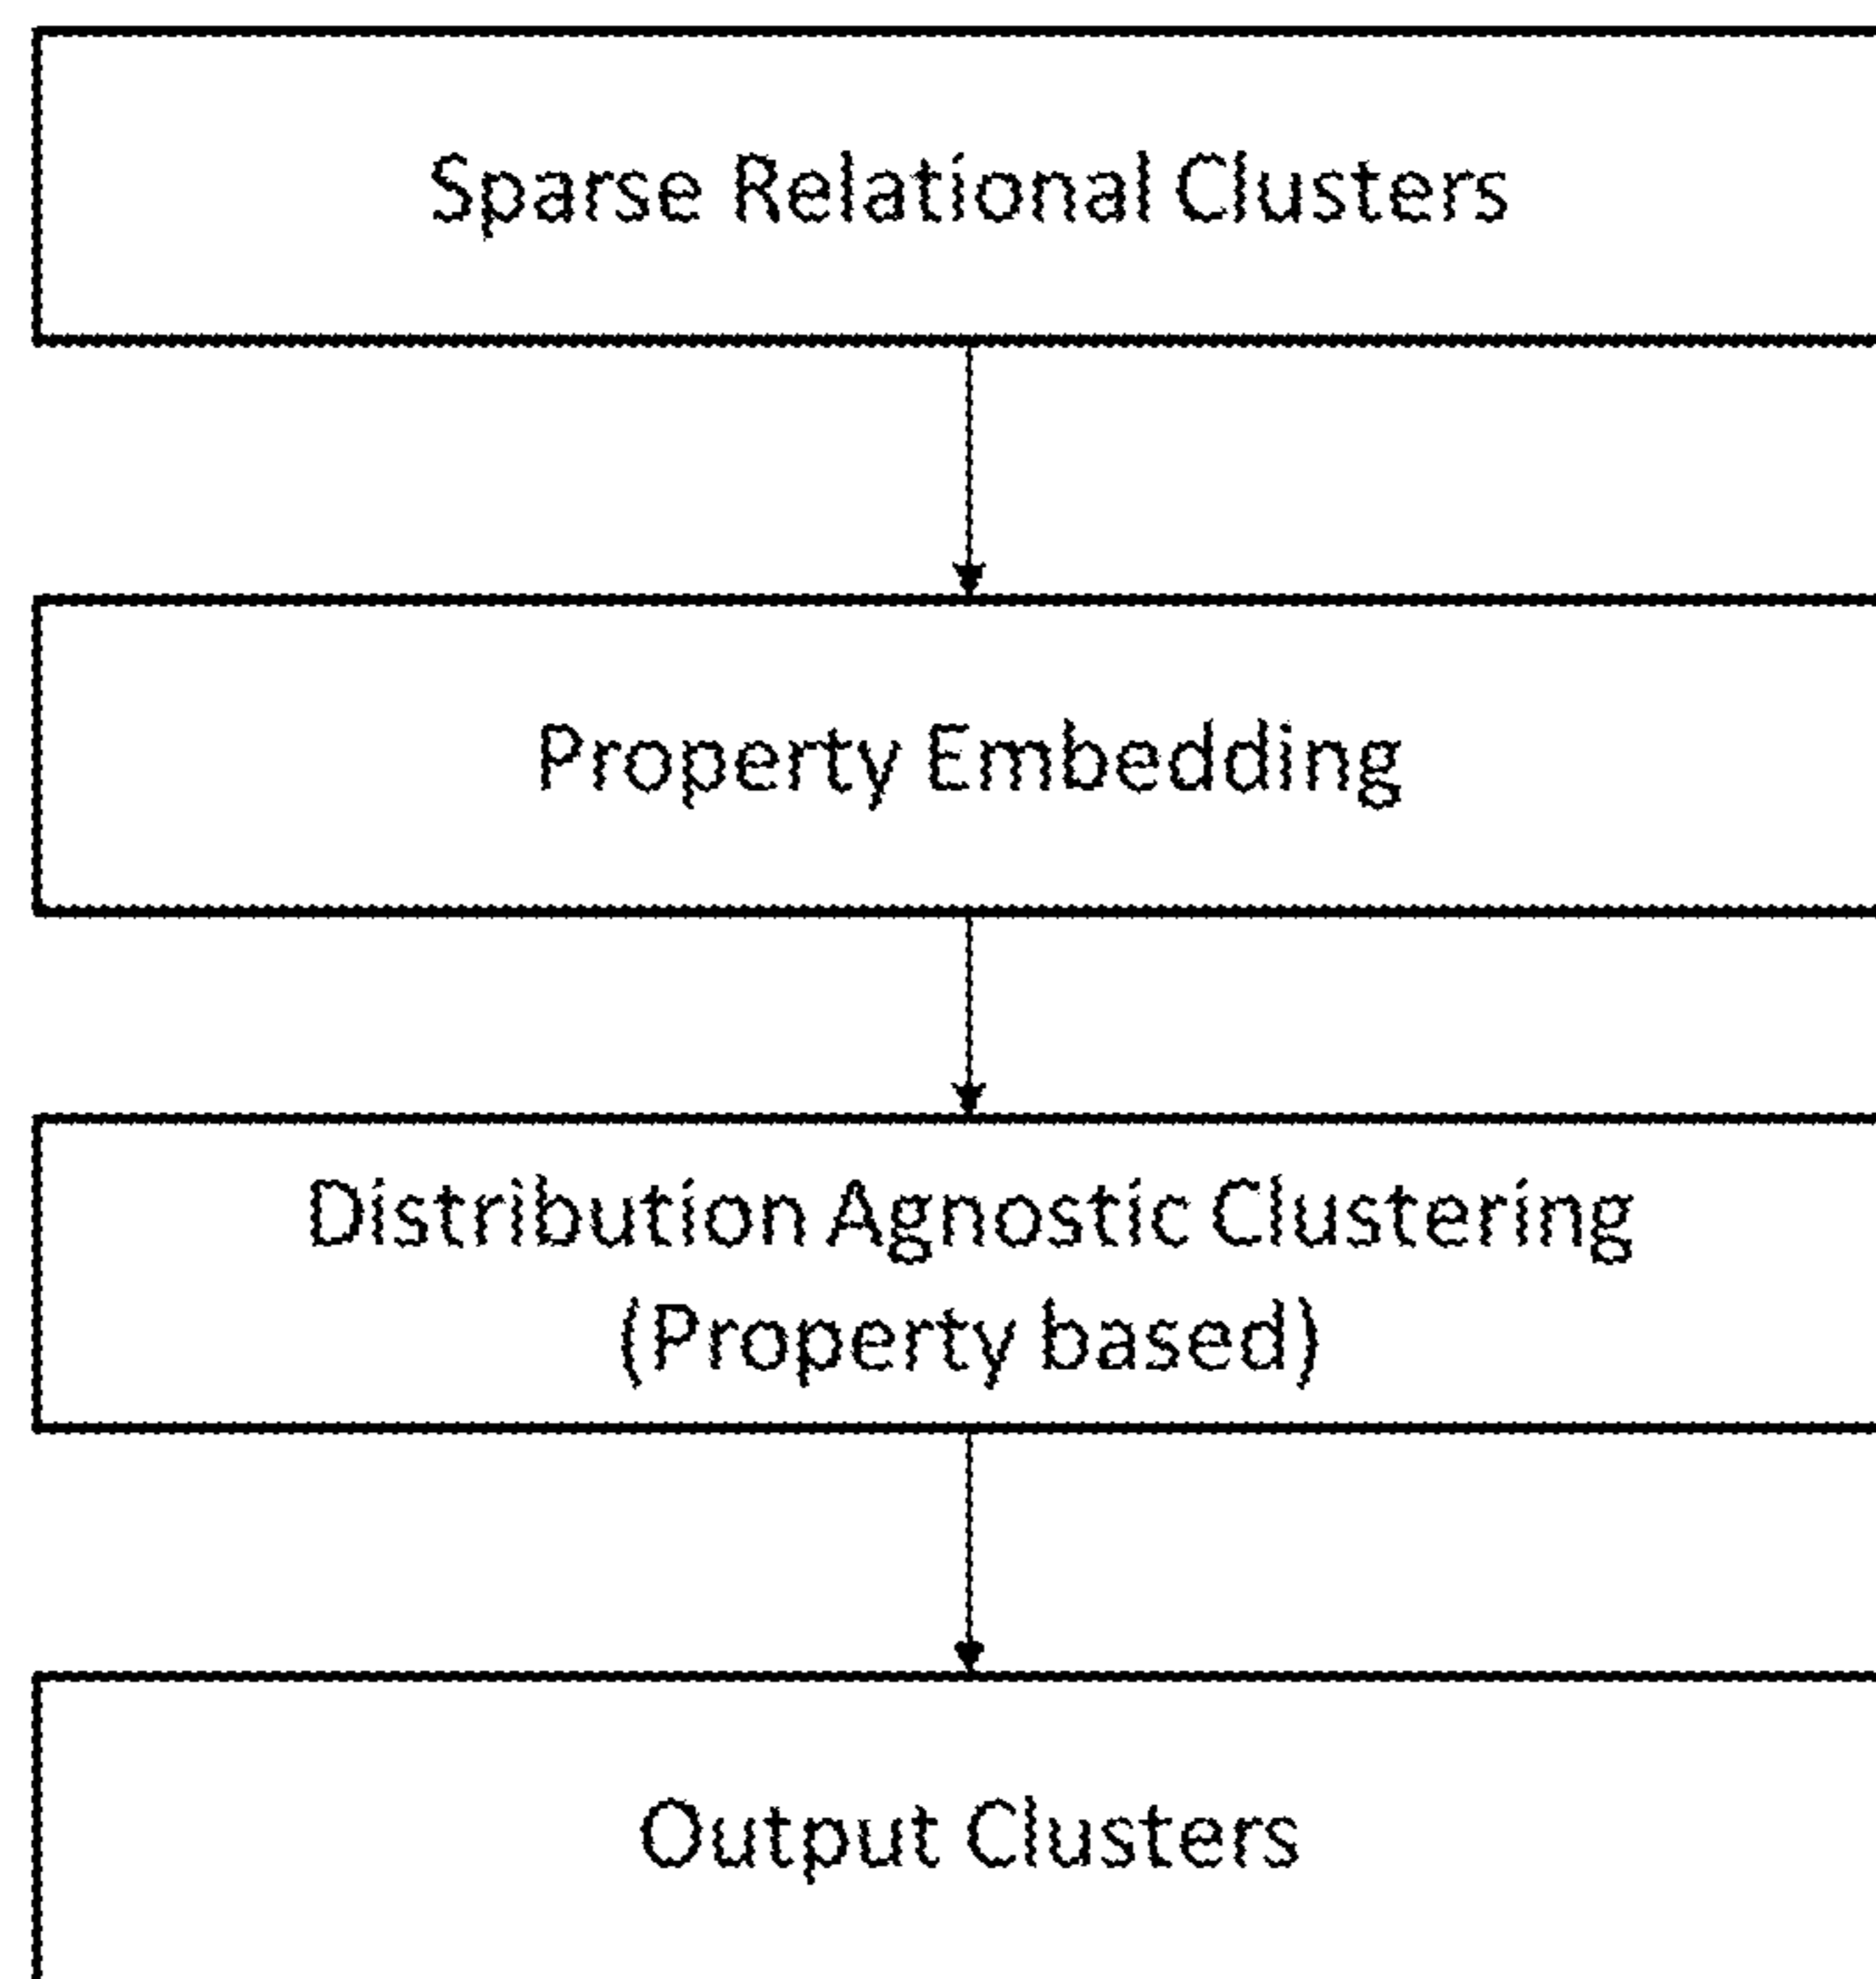 Sparse Relational Clusters
Property Embedding
Distribution Agnostic Clustering
(Property based)
Output Clusters